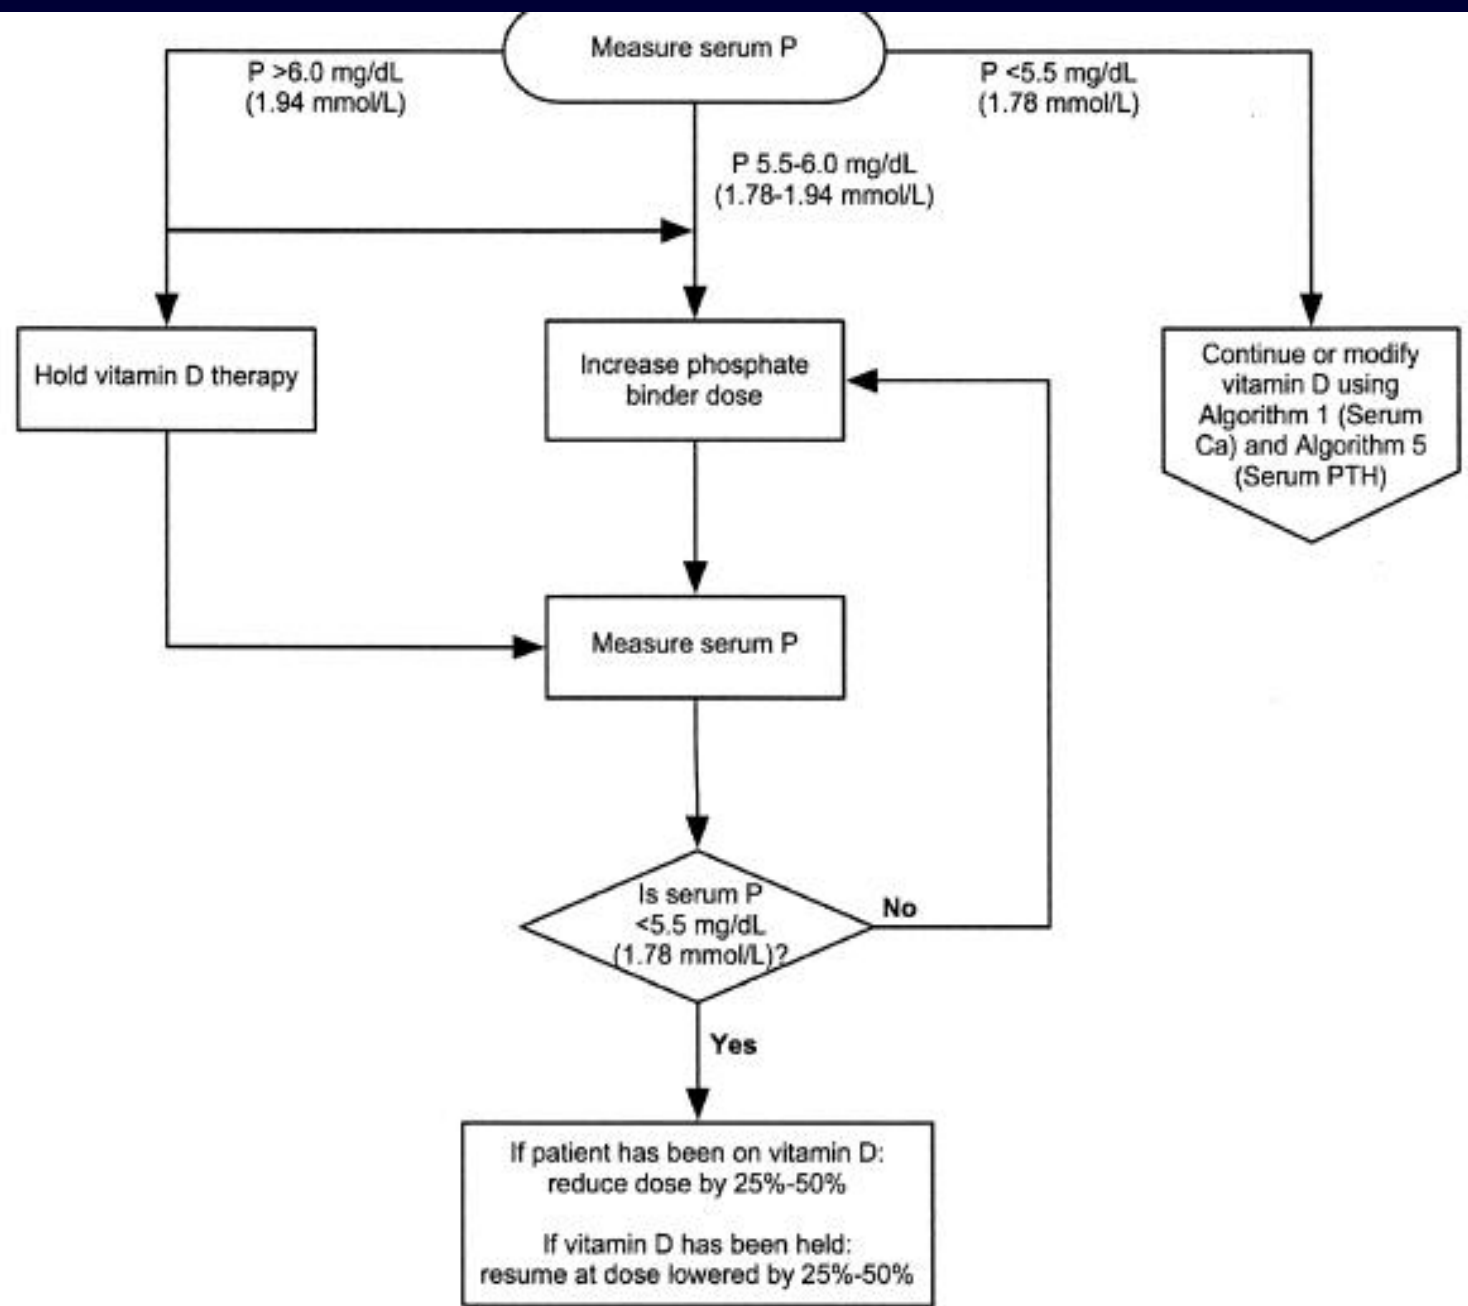 Measure serum P
P >6.0 mg/dL
(1.94 mmol/L)
P <5.5 mg/dL
(1.78 mmol/L)
P 5.5-6.0 mg/dL
(1.78-1.94 mmol/L)
Hold vitamin D therapy
Increase phosphate
binder dose
Continue or modify
vitamin D using
Algorithm 1 (Serum
Ca) and Algorithm 5
(Serum PTH)
Measure serum P
Is serum P
<5.5 mg/dL
(1.78 mmol/L)?
No
Yes
If patient has been on vitamin D:
reduce dose by 25%-50%
If vitamin D has been held:
resume at dose lowered by 25%-50%